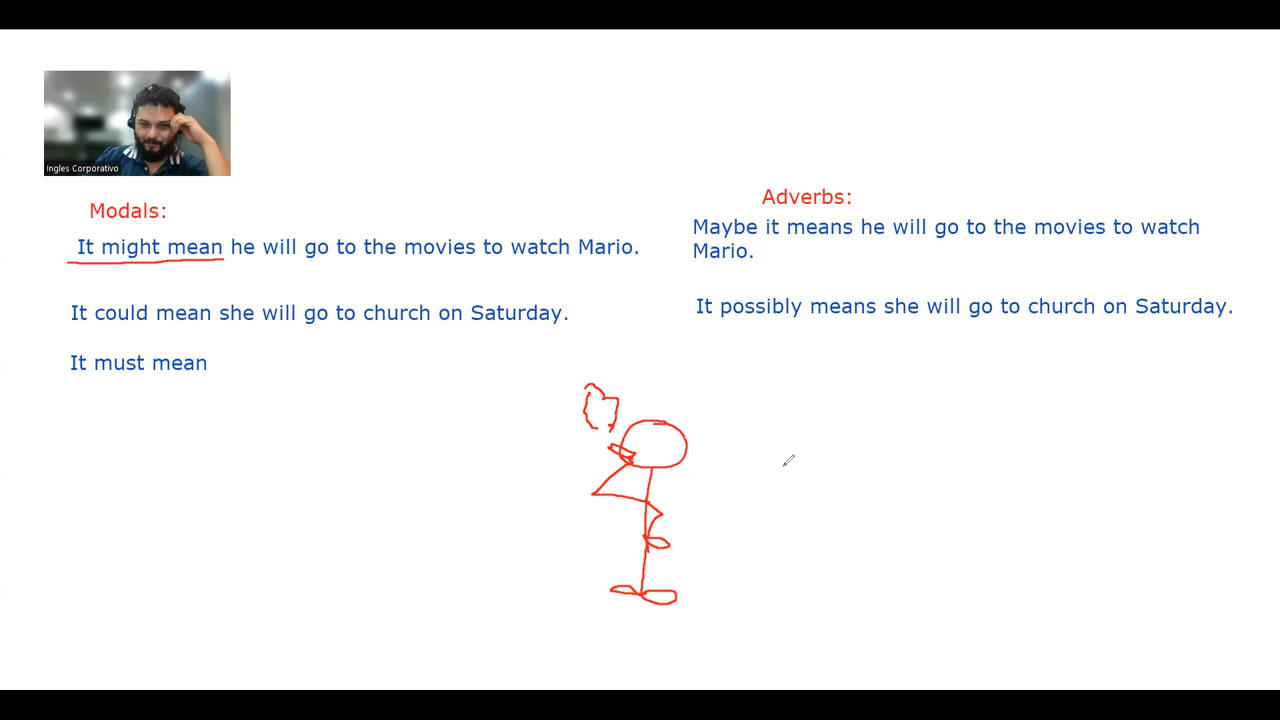 Ingles Corporativo
Modals:
It might mean he will go to the movies to watch Mario.
It could mean she will go to church on Saturday.
It must mean
Adverbs:
Maybe it means he will go to the movies to watch
Mario.
It possibly means she will go to church on Saturday.